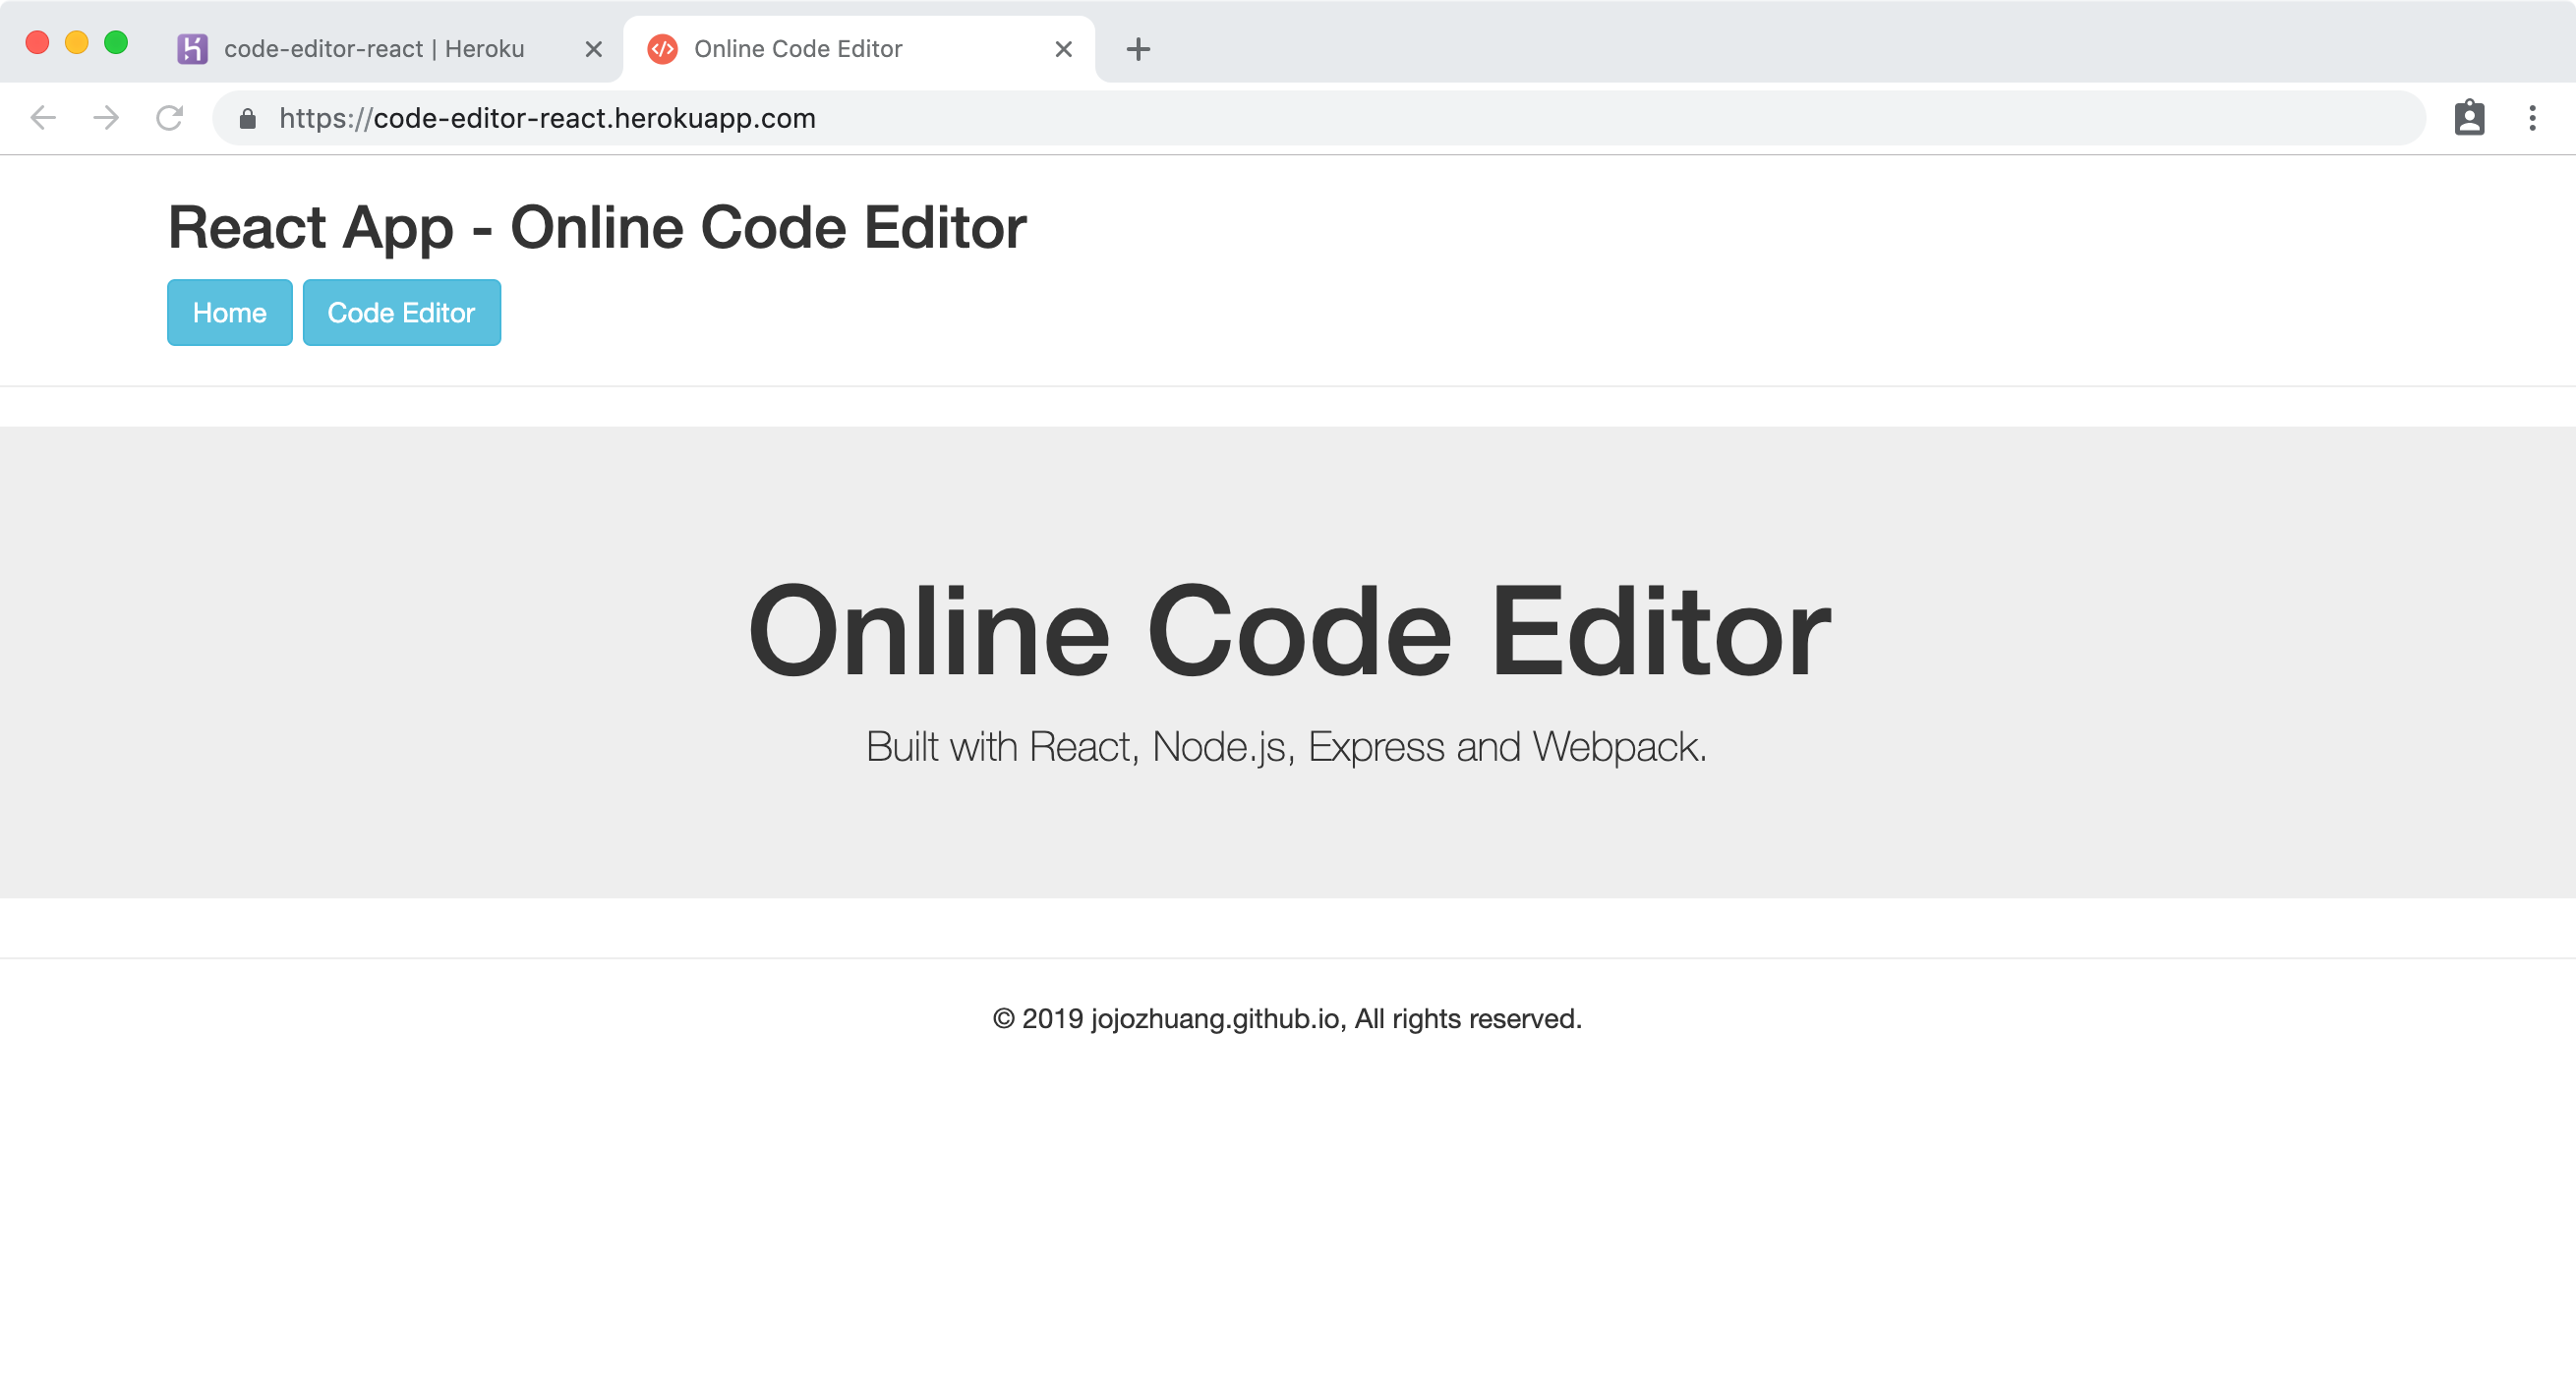 code-editor-react | Heroku
Online Code Editor
https://code-editor-react.herokuapp.com
React App - Online Code Editor
Home
Code Editor
Online Code Editor
Built with React, Node.js, Express and Webpack.
© 2019 jojozhuang.github.io, All rights reserved.